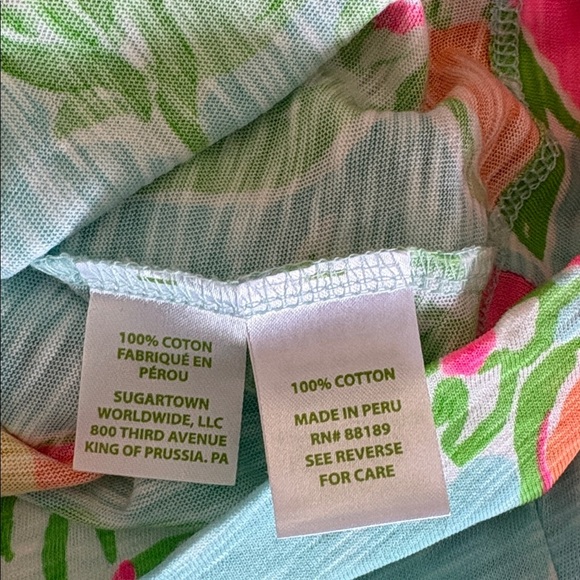 100% COTON
FABRIQUÉ EN
PÉROU
SUGARTOWN
WORLDWIDE, LLC
800 THIRD AVENUE
KING OF PRUSSIA. PA
100% COTTON
MADE IN PERU
RN# 88189
SEE REVERSE
FOR CARE